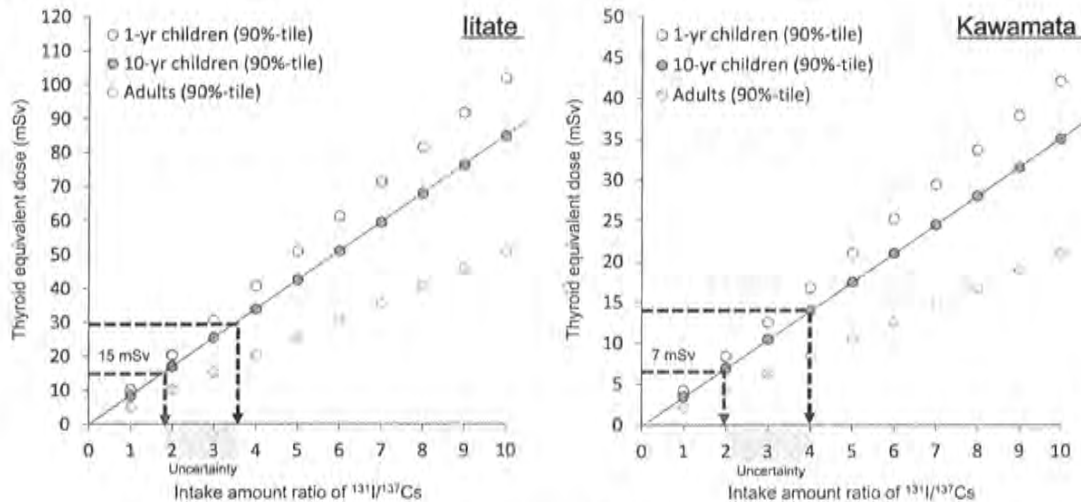 Iitate
120
110
100
90
80
70
60
50
40
30
20
10
0
1-yr children (90%-tile)
10-yr children (90%-tile)
Adults (90%-tile)
15 mSv
Thyroid equivalent dose (mSv)
0 1 2 3 4 5 6 7 8 9 10
Uncertainty
Intake amount ratio of ¹³¹I/¹³⁷Cs
Kawamata
50
45
40
35
30
25
20
15
10
5
0
1-yr children (90%-tile)
10-yr children (90%-tile)
Adults (90%-tile)
7 mSv
Thyroid equivalent dose (mSv)
0 1 2 3 4 5 6 7 8 9 10
Uncertainty
Intake amount ratio of ¹³¹I/¹³⁷Cs